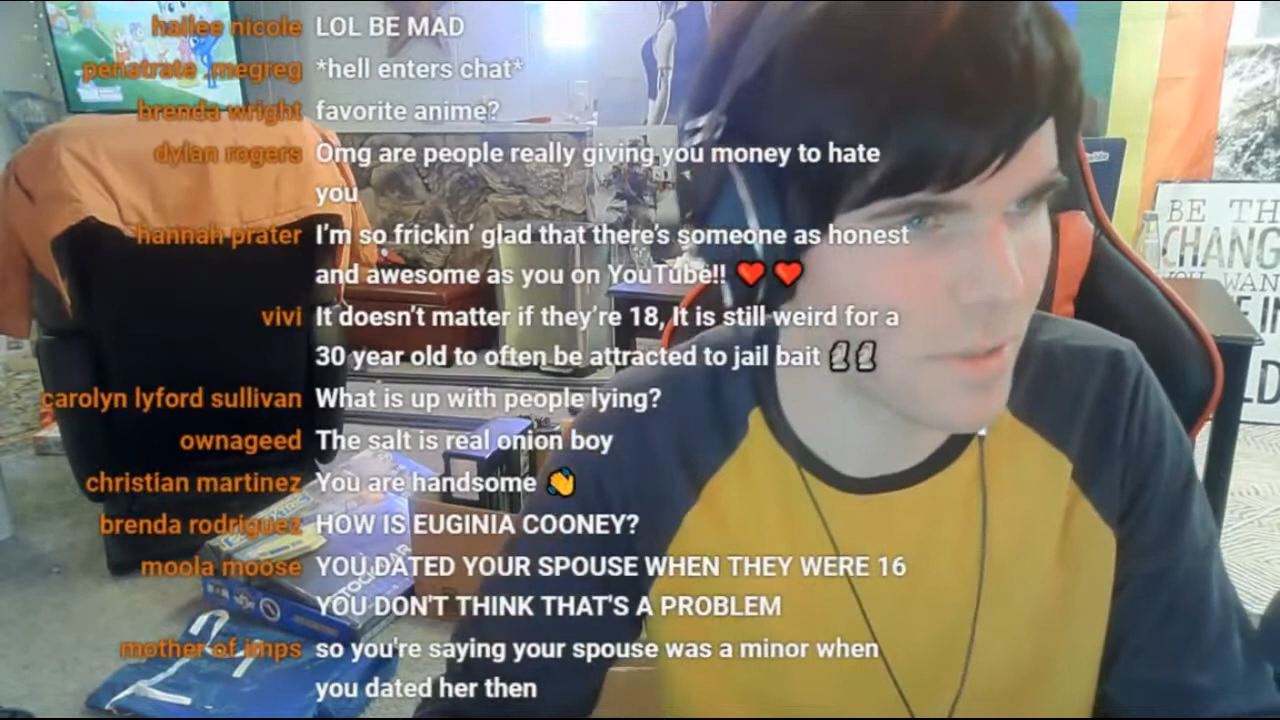 hailee nicole LOL BE MAD
penatrate .megreg *hell enters chat*
brenda wright favorite anime?
dylan rogers Omg are people really giving you money to hate
you
hannah prater I'm so frickin' glad that there's someone as honest
and awesome as you on YouTube!! ❤️ ❤️
vivi It doesn't matter if they're 18, It is still weird for a
30 year old to often be attracted to jail bait
carolyn lyford sullivan What is up with people lying?
ownageed The salt is real onion boy
christian martinez You are handsome 👋
brenda rodriguez HOW IS EUGINIA COONEY?
moola moose YOU DATED YOUR SPOUSE WHEN THEY WERE 16
YOU DON'T THINK THAT'S A PROBLEM
mother of imps so you're saying your spouse was a minor when
you dated her then
BE TH
CHANG
WAN